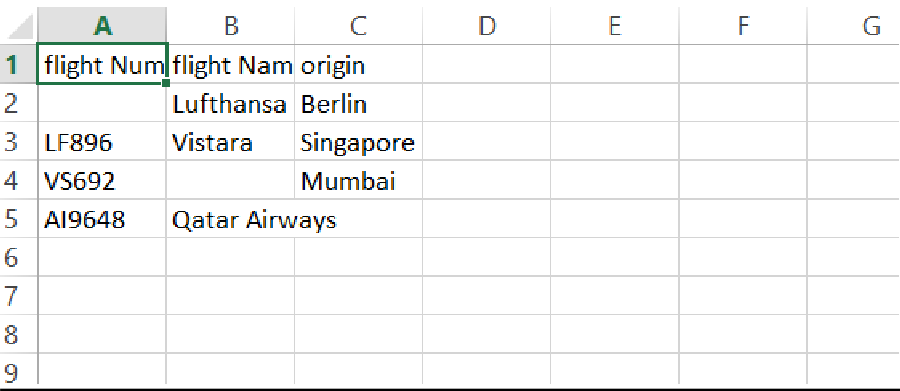 A B C D E F G
1 flight Num flight Nam origin
2 Lufthansa Berlin
3 LF896 Vistara Singapore
4 VS692 Mumbai
5 AI9648 Qatar Airways
6
7
8
9